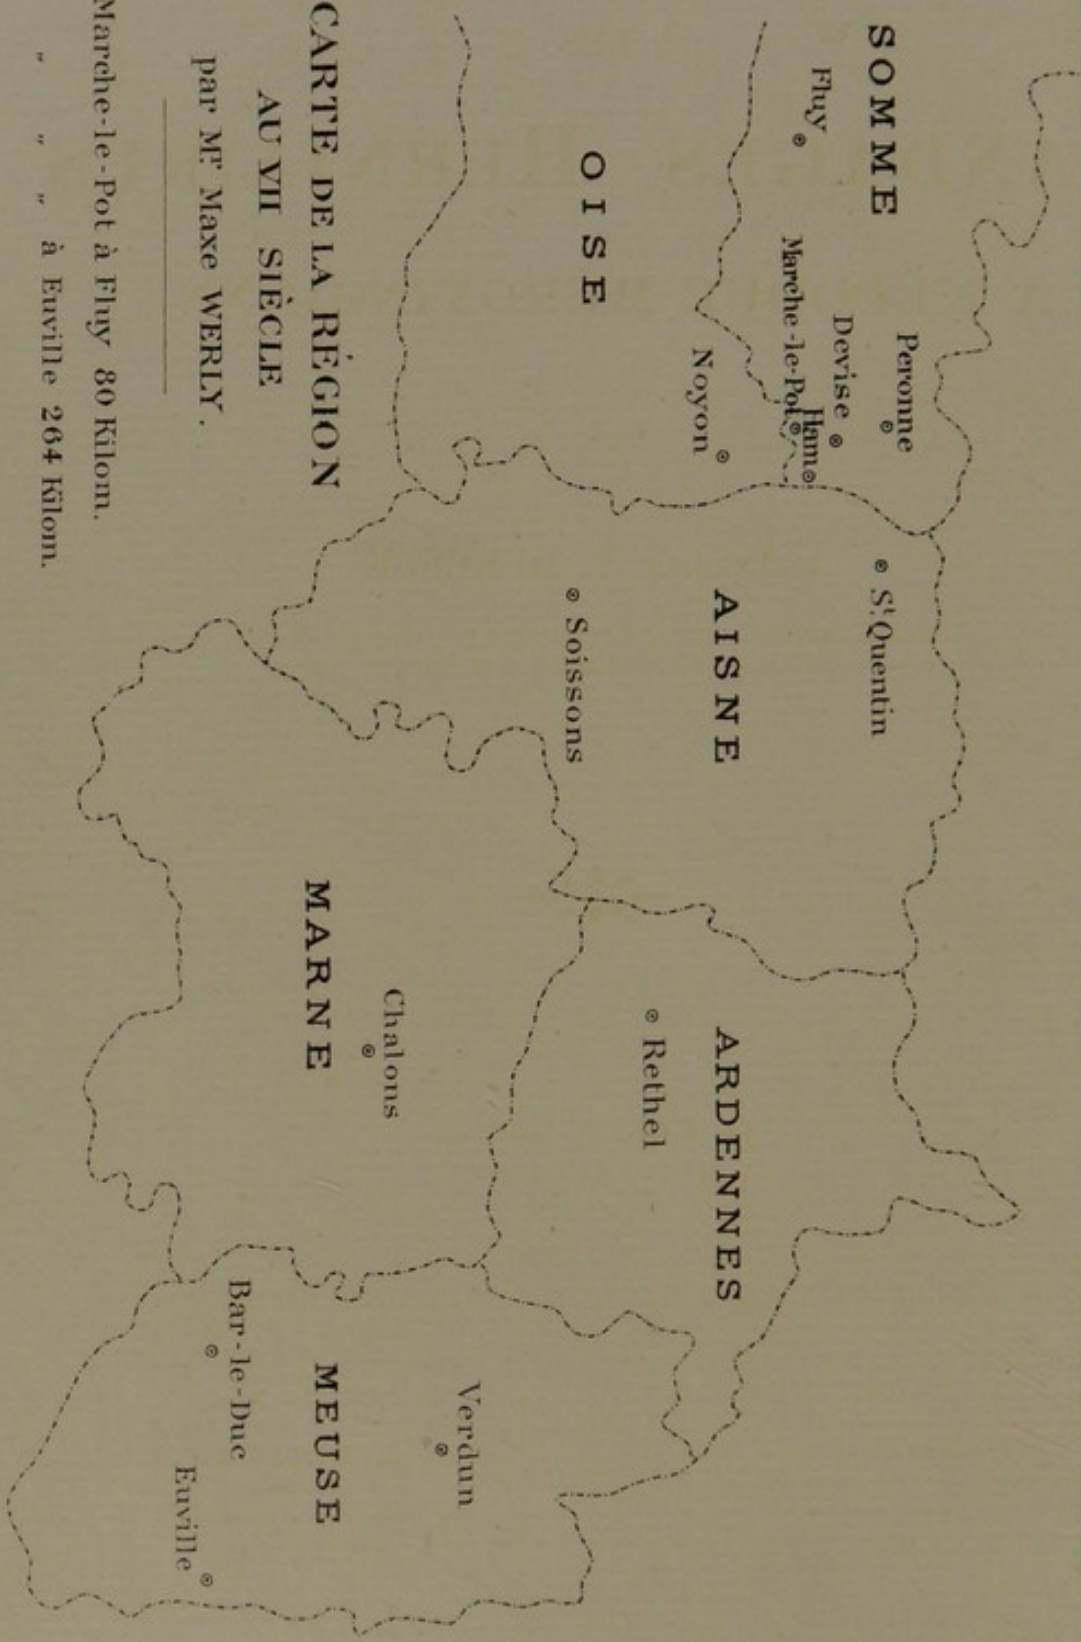 SOMME
Fluy
Peronne
Devise
Marche-le-Pot
Ham
Noyon
OISE
St. Quentin
AISNE
Soissons
ARDENNES
Rethel
MARNE
Chalons
Verdun
MEUSE
Bar-le-Duc
Euville
CARTE DE LA RÉGION
AU VII SIÈCLE
par Mr. Maxe WERLY.
Marche-le-Pot à Fluy 80 Kilom.
" " " à Euville 264 Kilom.